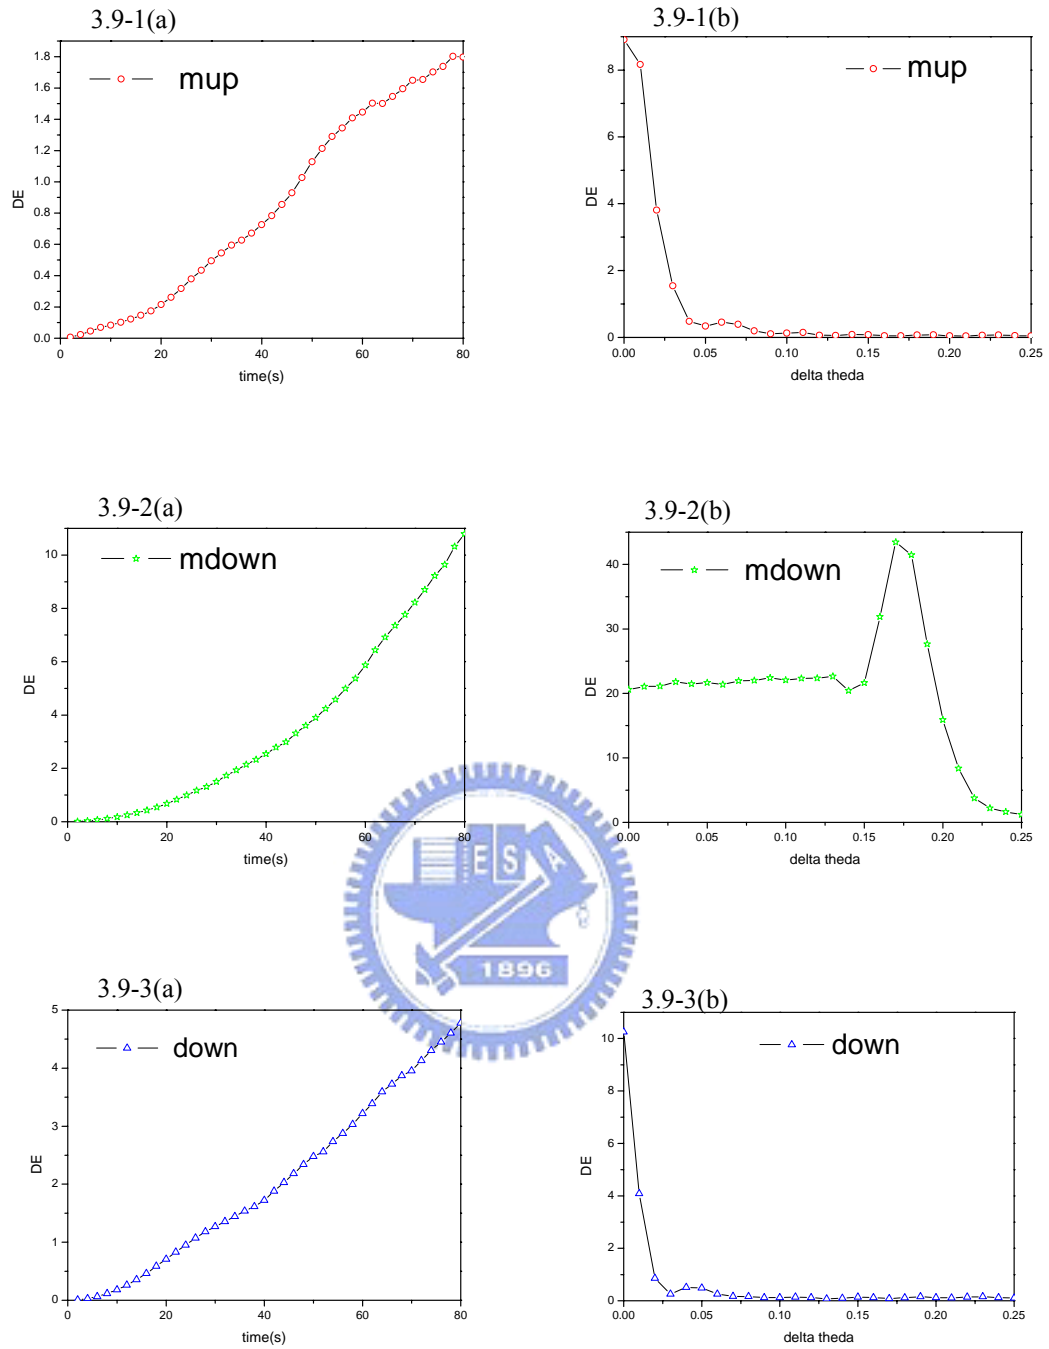 3.9-1(a)
mup
1.8
1.6
1.4
1.2
1.0
0.8
0.6
0.4
0.2
0.0
DE
0 20 40 60 80
time(s)
3.9-1(b)
mup
8
6
4
2
0
DE
0.00 0.05 0.10 0.15 0.20 0.25
delta theda
3.9-2(a)
mdown
10
8
6
4
2
0
DE
0 20 40 60 80
time(s)
3.9-2(b)
mdown
40
30
20
10
0
DE
0.00 0.05 0.10 0.15 0.20 0.25
delta theda
E S A
1896
3.9-3(a)
down
5
4
3
2
1
0
DE
0 20 40 60 80
time(s)
3.9-3(b)
down
10
8
6
4
2
0
DE
0.00 0.05 0.10 0.15 0.20 0.25
delta theda